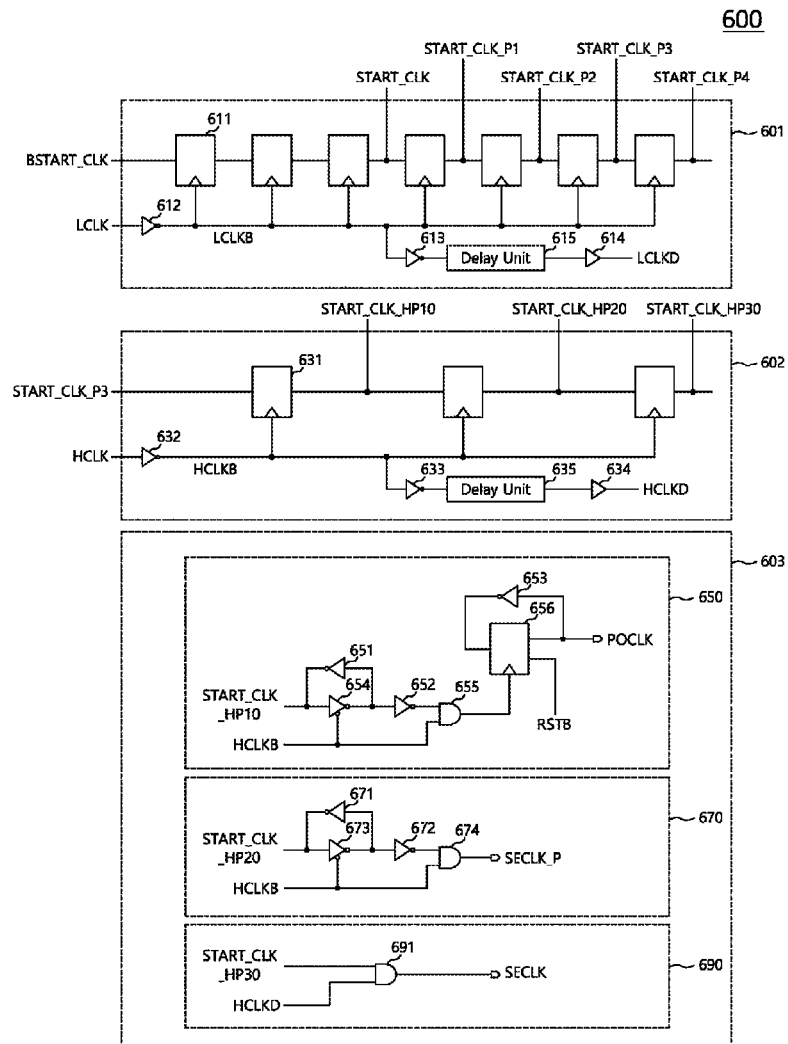 600
START_CLK_P1
START_CLK_P3
START_CLK
START_CLK_P2
START_CLK_P4
611
601
BSTART_CLK
612
LCLK
LCLKB
613
615
614
Delay Unit
LCLKD
START_CLK_HP10
START_CLK_HP20
START_CLK_HP30
631
602
START_CLK_P3
632
HCLK
HCLKB
633
635
634
Delay Unit
HCLKD
603
653
650
656
POCLK
651
654
652
655
START_CLK
_HP10
RSTB
HCLKB
671
670
673
672
674
START_CLK
_HP20
SECLK_P
HCLKB
691
START_CLK
_HP30
SECLK
690
HCLKD